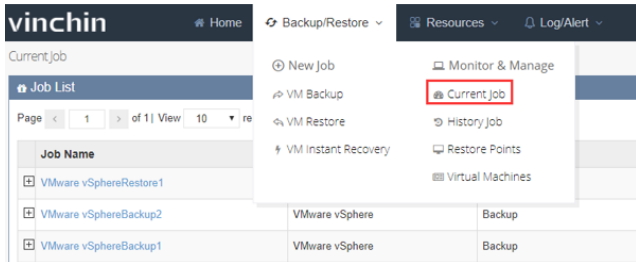 vinchin Home Backup/Restore Resources Log/Alert
Current Job
New Job Monitor & Manage
Job List
VM Backup Current Job
Page < 1 > of 1 | View 10 re
VM Restore History Job
Job Name
VM Instant Recovery Restore Points
VMware vSphereRestore1
Virtual Machines
VMware vSphereBackup2 VMware vSphere Backup
VMware vSphereBackup1 VMware vSphere Backup